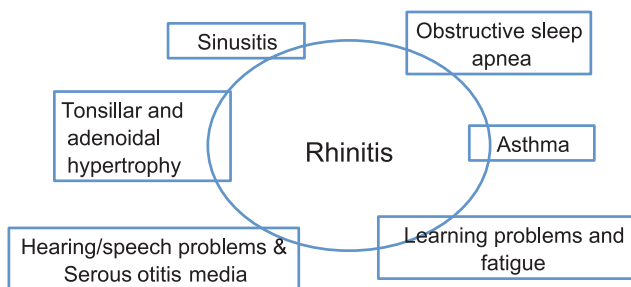 Sinusitis
Obstructive sleep
apnea
Tonsillar and
adenoidal
hypertrophy
Rhinitis
Asthma
Hearing/speech problems &
Serous otitis media
Learning problems and
fatigue